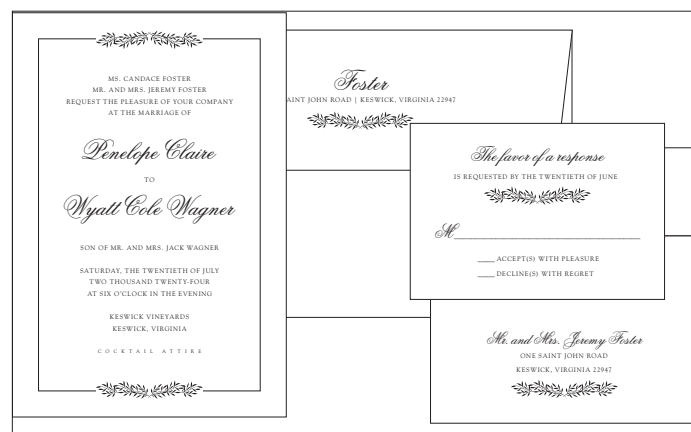 MS. CANDACE FOSTER
MR. AND MRS. JEREMY FOSTER
REQUEST THE PLEASURE OF YOUR COMPANY
AT THE MARRIAGE OF
Penelope Claire
TO
Wyatt Cole Wagner
SON OF MR. AND MRS. JACK WAGNER
SATURDAY, THE TWENTIETH OF JULY
TWO THOUSAND TWENTY-FOUR
AT SIX O'CLOCK IN THE EVENING
KESWICK VINEYARDS
KESWICK, VIRGINIA
COCKTAIL ATTIRE
Foster
AINT JOHN ROAD | KESWICK, VIRGINIA 22947
The favor of a response
IS REQUESTED BY THE TWENTIETH OF JUNE
M
ACCEPT(S) WITH PLEASURE
DECLINE(S) WITH REGRET
Mr. and Mrs. Jeremy Foster
ONE SAINT JOHN ROAD
KESWICK, VIRGINIA 22947